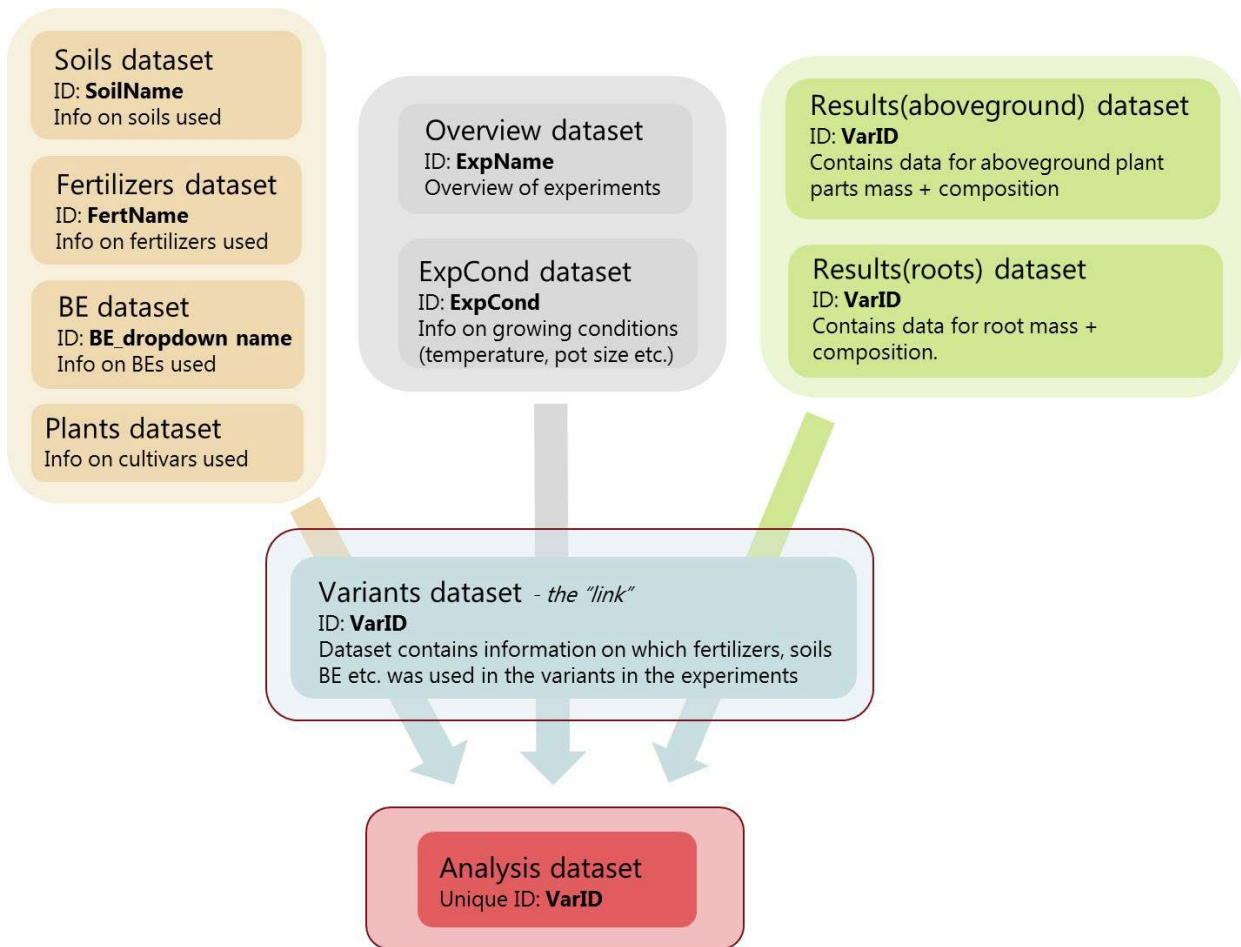 Soils dataset
ID: SoilName
Info on soils used
Fertilizers dataset
ID: FertName
Info on fertilizers used
BE dataset
ID: BE_dropdown name
Info on BEs used
Plants dataset
Info on cultivars used
Overview dataset
ID: ExpName
Overview of experiments
ExpCond dataset
ID: ExpCond
Info on growing conditions
(temperature, pot size etc.)
Results(aboveground) dataset
ID: VarID
Contains data for aboveground plant
parts mass + composition
Results(roots) dataset
ID: VarID
Contains data for root mass +
composition.
Variants dataset - the "link"
ID: VarID
Dataset contains information on which fertilizers, soils
BE etc. was used in the variants in the experiments
Analysis dataset
Unique ID: VarID